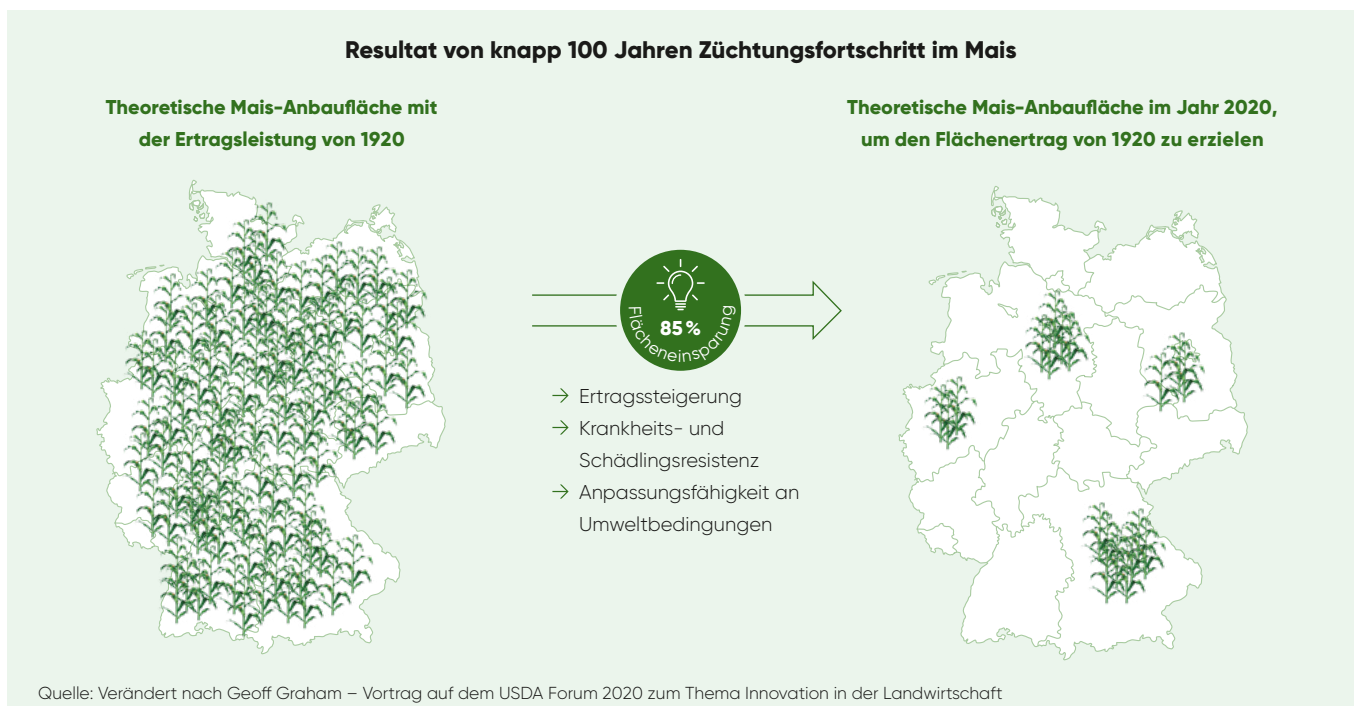 Resultat von knapp 100 Jahren Züchtungsfortschritt im Mais
Theoretische Mais-Anbaufläche mit
der Ertragsleistung von 1920
Theoretische Mais-Anbaufläche im Jahr 2020,
um den Flächenertrag von 1920 zu erzielen
85 %
Flächeneinsparung
→ Ertragssteigerung
→ Krankheits- und
Schädlingsresistenz
→ Anpassungsfähigkeit an
Umweltbedingungen
Quelle: Verändert nach Geoff Graham – Vortrag auf dem USDA Forum 2020 zum Thema Innovation in der Landwirtschaft